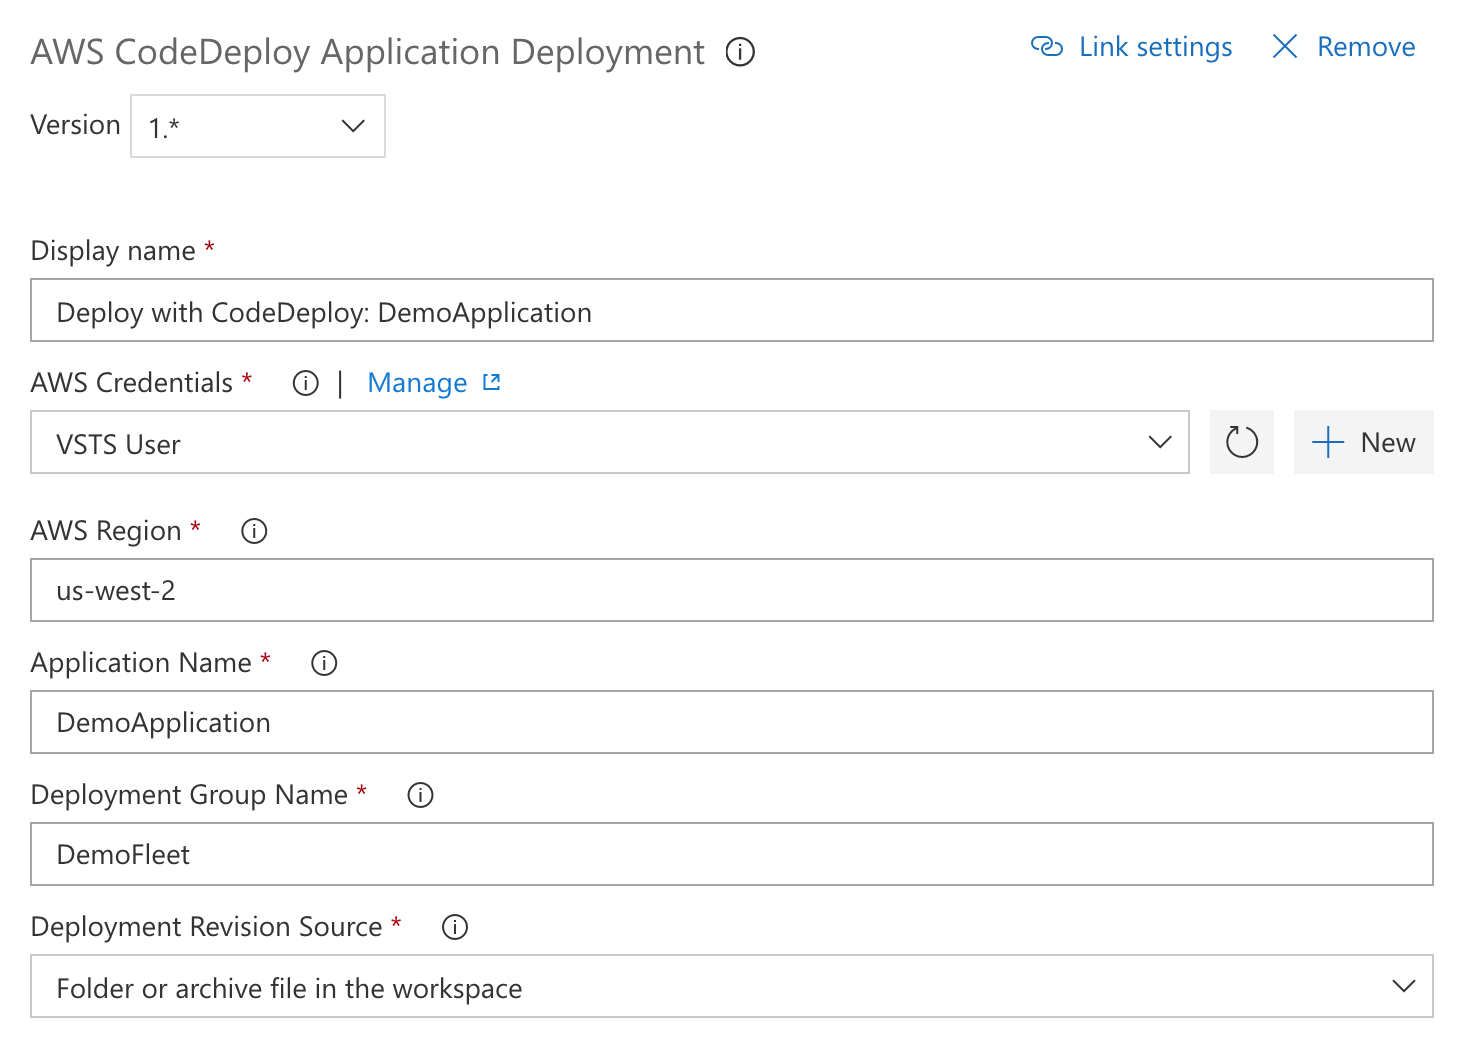 AWS CodeDeploy Application Deployment
Link settings
Remove
Version
1.*
Display name *
Deploy with CodeDeploy: DemoApplication
AWS Credentials * | Manage
VSTS User
New
AWS Region *
us-west-2
Application Name *
DemoApplication
Deployment Group Name *
DemoFleet
Deployment Revision Source *
Folder or archive file in the workspace